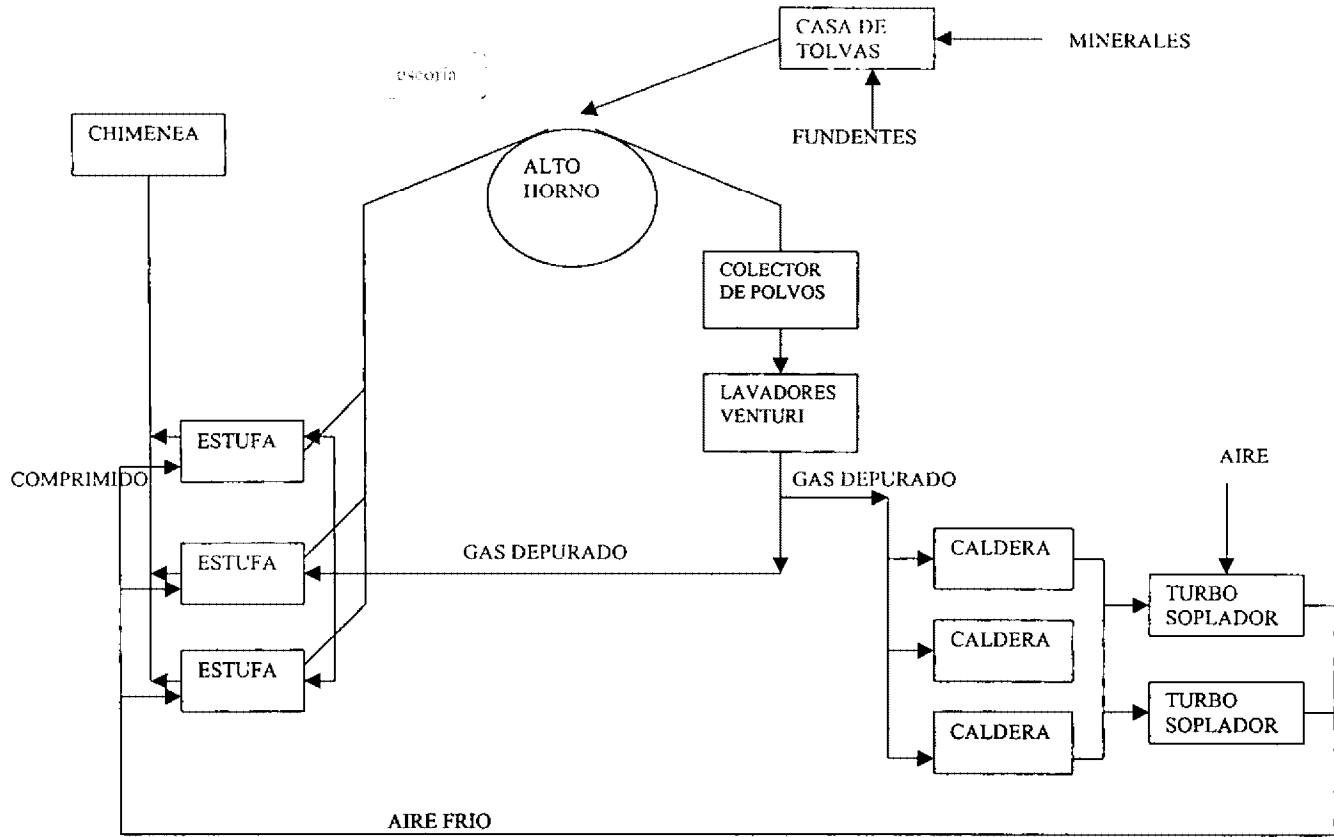 CASA DE
TOLVAS
MINERALES
escoria
CHIMENEA
FUNDENTES
ALTO
HORNO
COLECTOR
DE POLVOS
LAVADORES
VENTURI
ESTUFA
COMPRIMIDO
GAS DEPURADO
AIRE
ESTUFA
GAS DEPURADO
CALDERA
TURBO
SOPLADOR
CALDERA
ESTUFA
TURBO
SOPLADOR
CALDERA
AIRE FRIO